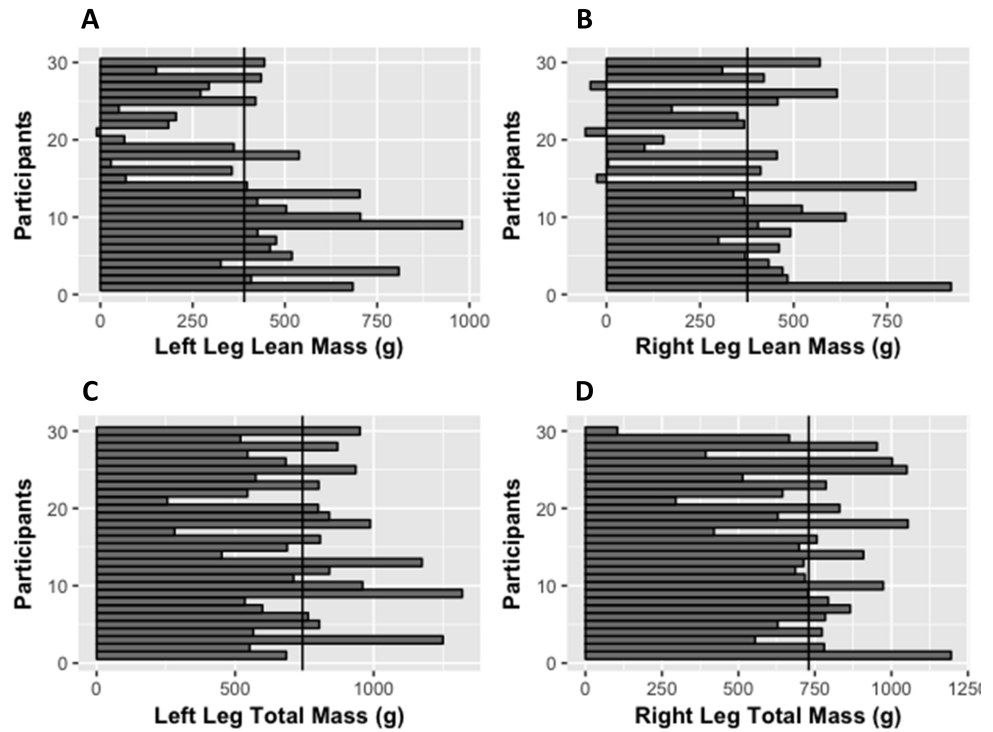 A
B
Participants
30
20
10
0
0
250
500
750
1000
Left Leg Lean Mass (g)
Participants
30
20
10
0
0
250
500
750
Right Leg Lean Mass (g)
C
D
Participants
30
20
10
0
0
500
1000
Left Leg Total Mass (g)
Participants
30
20
10
0
0
250
500
750
1000
1250
Right Leg Total Mass (g)